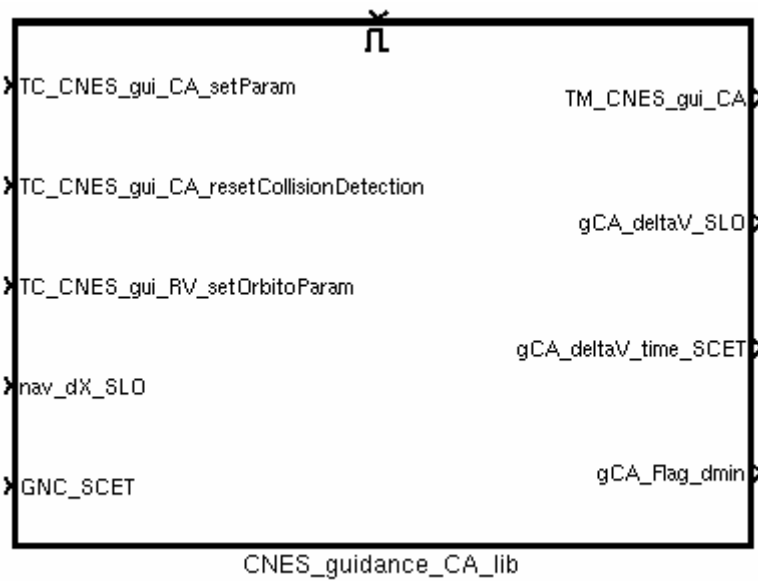 TC_CNES_gui_CA_setParam
TM_CNES_gui_CA
TC_CNES_gui_CA_resetCollisionDetection
gCA_deltaV_SLO
TC_CNES_gui_RV_setOrbitoParam
gCA_deltaV_time_SCET
nav_dX_SLO
gCA_Flag_dmin
GNC_SCET
CNES_guidance_CA_lib